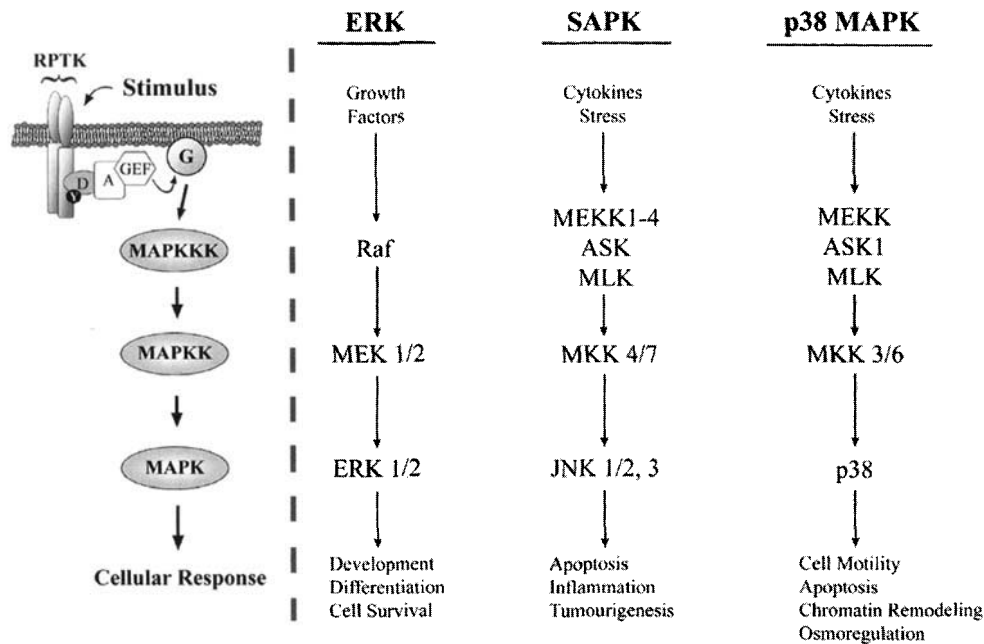 RPTK
Stimulus
D
Y
A
GEF
G
MAPKKK
MAPKK
MAPK
Cellular Response
ERK
Growth
Factors
Raf
MEK 1/2
ERK 1/2
Development
Differentiation
Cell Survival
SAPK
Cytokines
Stress
MEKK1-4
ASK
MLK
MKK 4/7
JNK 1/2, 3
Apoptosis
Inflammation
Tumourigenesis
p38 MAPK
Cytokines
Stress
MEKK
ASK1
MLK
MKK 3/6
p38
Cell Motility
Apoptosis
Chromatin Remodeling
Osmoregulation